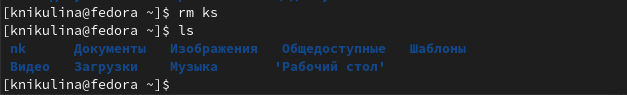 [knikulina@fedora ~]$ rm ks
[knikulina@fedora ~]$ ls
nk Документы Изображения Общедоступные Шаблоны
Видео Загрузки Музыка 'Рабочий стол'
[knikulina@fedora ~]$